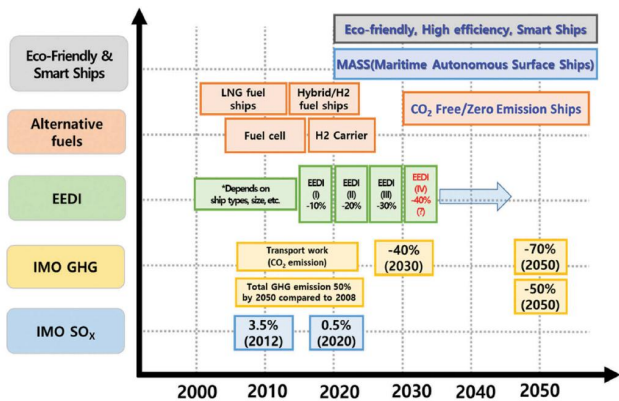 Eco-Friendly &
Smart Ships
Eco-friendly, High efficiency, Smart Ships
MASS(Maritime Autonomous Surface Ships)
Alternative
fuels
LNG fuel
ships
Hybrid/H2
fuel ships
Fuel cell
H2 Carrier
CO₂ Free/Zero Emission Ships
EEDI
*Depends on
ship types, size, etc.
EEDI
(I)
-10%
EEDI
(II)
-20%
EEDI
(III)
-30%
EEDI
(IV)
-40%
(?)
IMO GHG
Transport work
(CO₂ emission)
-40%
(2030)
-70%
(2050)
Total GHG emission 50%
by 2050 compared to 2008
-50%
(2050)
IMO SOₓ
3.5%
(2012)
0.5%
(2020)
2000
2010
2020
2030
2040
2050